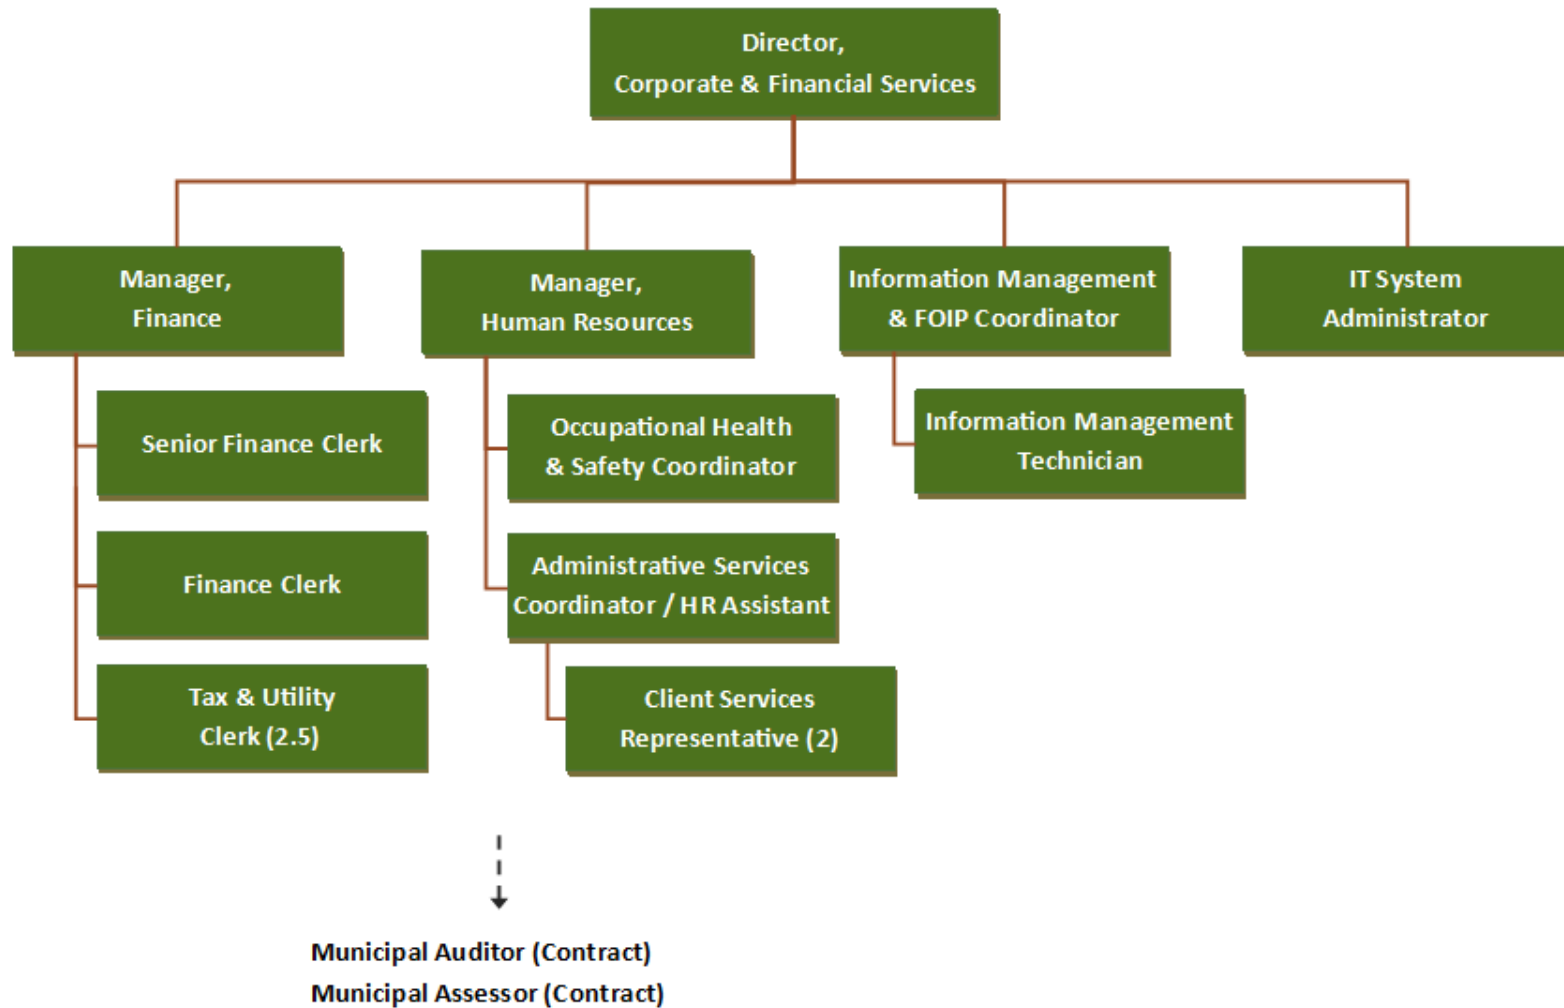 Director,
Corporate & Financial Services
Manager,
Finance
Manager,
Human Resources
Information Management
& FOIP Coordinator
IT System
Administrator
Senior Finance Clerk
Finance Clerk
Tax & Utility
Clerk (2.5)
Occupational Health
& Safety Coordinator
Administrative Services
Coordinator / HR Assistant
Client Services
Representative (2)
Information Management
Technician
Municipal Auditor (Contract)
Municipal Assessor (Contract)